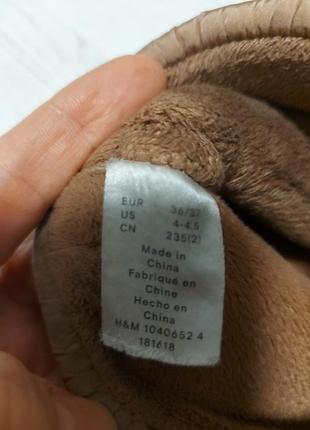 EUR 36/37
US 4-4.5
CN 235(2)
Made in
China
Fabriqué en
Chine
Hecho en
China
H&M 1040652 4
181618